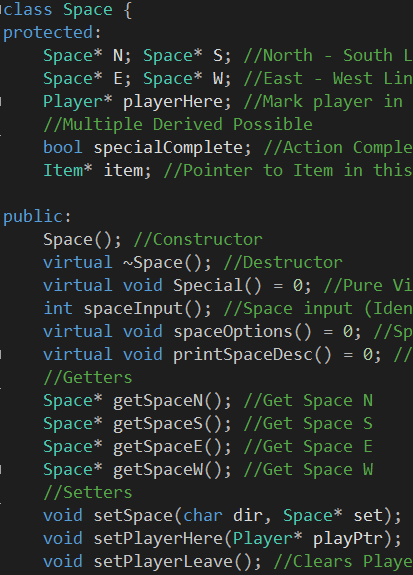 class Space {
protected:
Space* N; Space* S; //North - South L
Space* E; Space* W; //East - West Lin
Player* playerHere; //Mark player in
//Multiple Derived Possible
bool specialComplete; //Action Comple
Item* item; //Pointer to Item in this
public:
Space(); //Constructor
virtual ~Space(); //Destructor
virtual void Special() = 0; //Pure Vi
int spaceInput(); //Space input (Iden
virtual void spaceOptions() = 0; //Sp
virtual void printSpaceDesc() = 0; //
//Getters
Space* getSpaceN(); //Get Space N
Space* getSpaceS(); //Get Space S
Space* getSpaceE(); //Get Space E
Space* getSpaceW(); //Get Space W
//Setters
void setSpace(char dir, Space* set);
void setPlayerHere(Player* playPtr);
void setPlayerLeave(); //Clears Playe